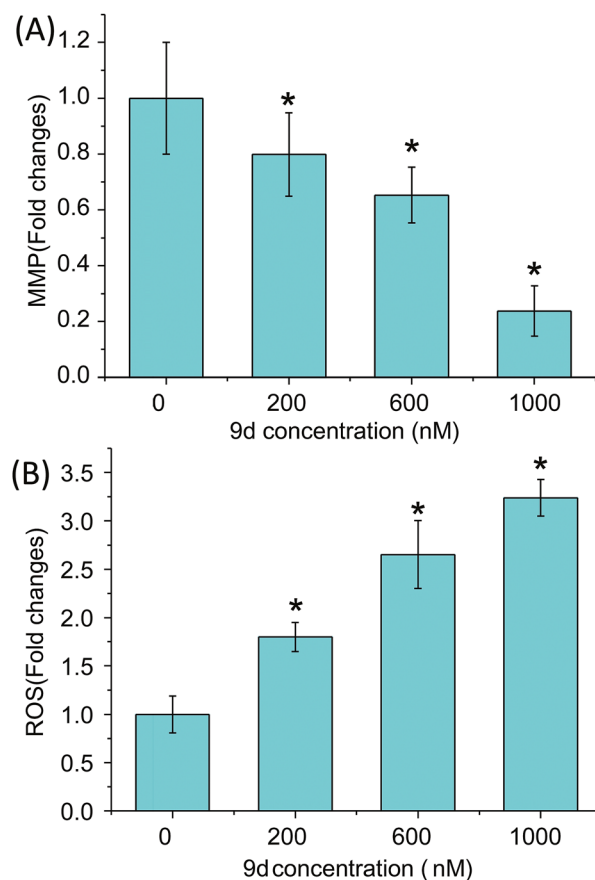 (A)
1.2
1.0
0.8
0.6
0.4
0.2
0.0
MMP(Fold changes)
* * *
0 200 600 1000
9d concentration (nM)
(B)
3.5
3.0
2.5
2.0
1.5
1.0
0.5
0.0
ROS(Fold changes)
* * *
0 200 600 1000
9d concentration ( nM)